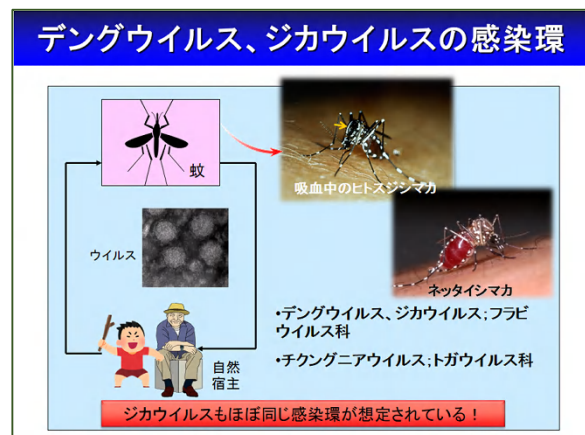 デングウイルス、ジカウイルスの感染環
蚊
吸血中のヒトスジシマカ
ウイルス
ネッタイシマカ
•デングウイルス、ジカウイルス;フラビ
ウイルス科
•チクングニアウイルス;トガウイルス科
自然
宿主
ジカウイルスもほぼ同じ感染環が想定されている！